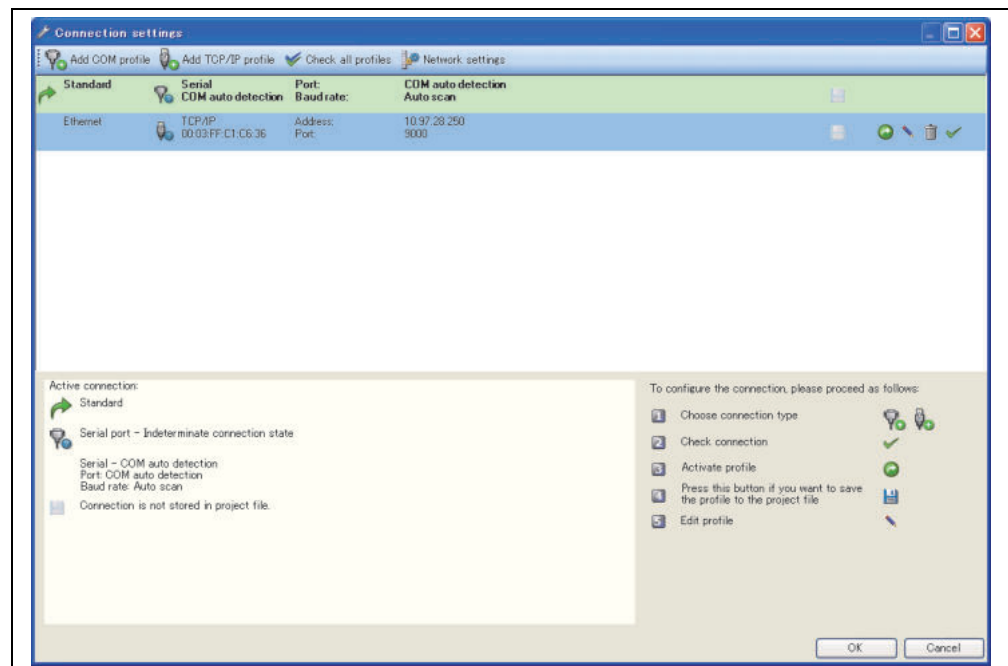 Connection settings
Add COM profile Add TCP/IP profile Check all profiles Network settings
Standard Serial Port: COM auto detection
COM auto detection Baud rate: Auto scan
Ethernet TCP/IP Address: 10.97.28.250
00:03:FF:C1:C6:36 Port: 9000
Active connection:
Standard
Serial port - Indeterminate connection state
Serial - COM auto detection
Port: COM auto detection
Baud rate: Auto scan
Connection is not stored in project file.
To configure the connection, please proceed as follows:
1 Choose connection type
2 Check connection
3 Activate profile
4 Press this button if you want to save
the profile to the project file
5 Edit profile
OK Cancel